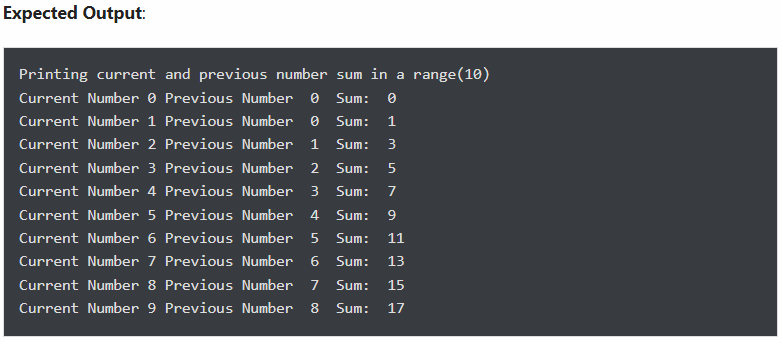 Expected Output:
Printing current and previous number sum in a range(10)
Current Number 0 Previous Number  0  Sum:  0
Current Number 1 Previous Number  0  Sum:  1
Current Number 2 Previous Number  1  Sum:  3
Current Number 3 Previous Number  2  Sum:  5
Current Number 4 Previous Number  3  Sum:  7
Current Number 5 Previous Number  4  Sum:  9
Current Number 6 Previous Number  5  Sum:  11
Current Number 7 Previous Number  6  Sum:  13
Current Number 8 Previous Number  7  Sum:  15
Current Number 9 Previous Number  8  Sum:  17